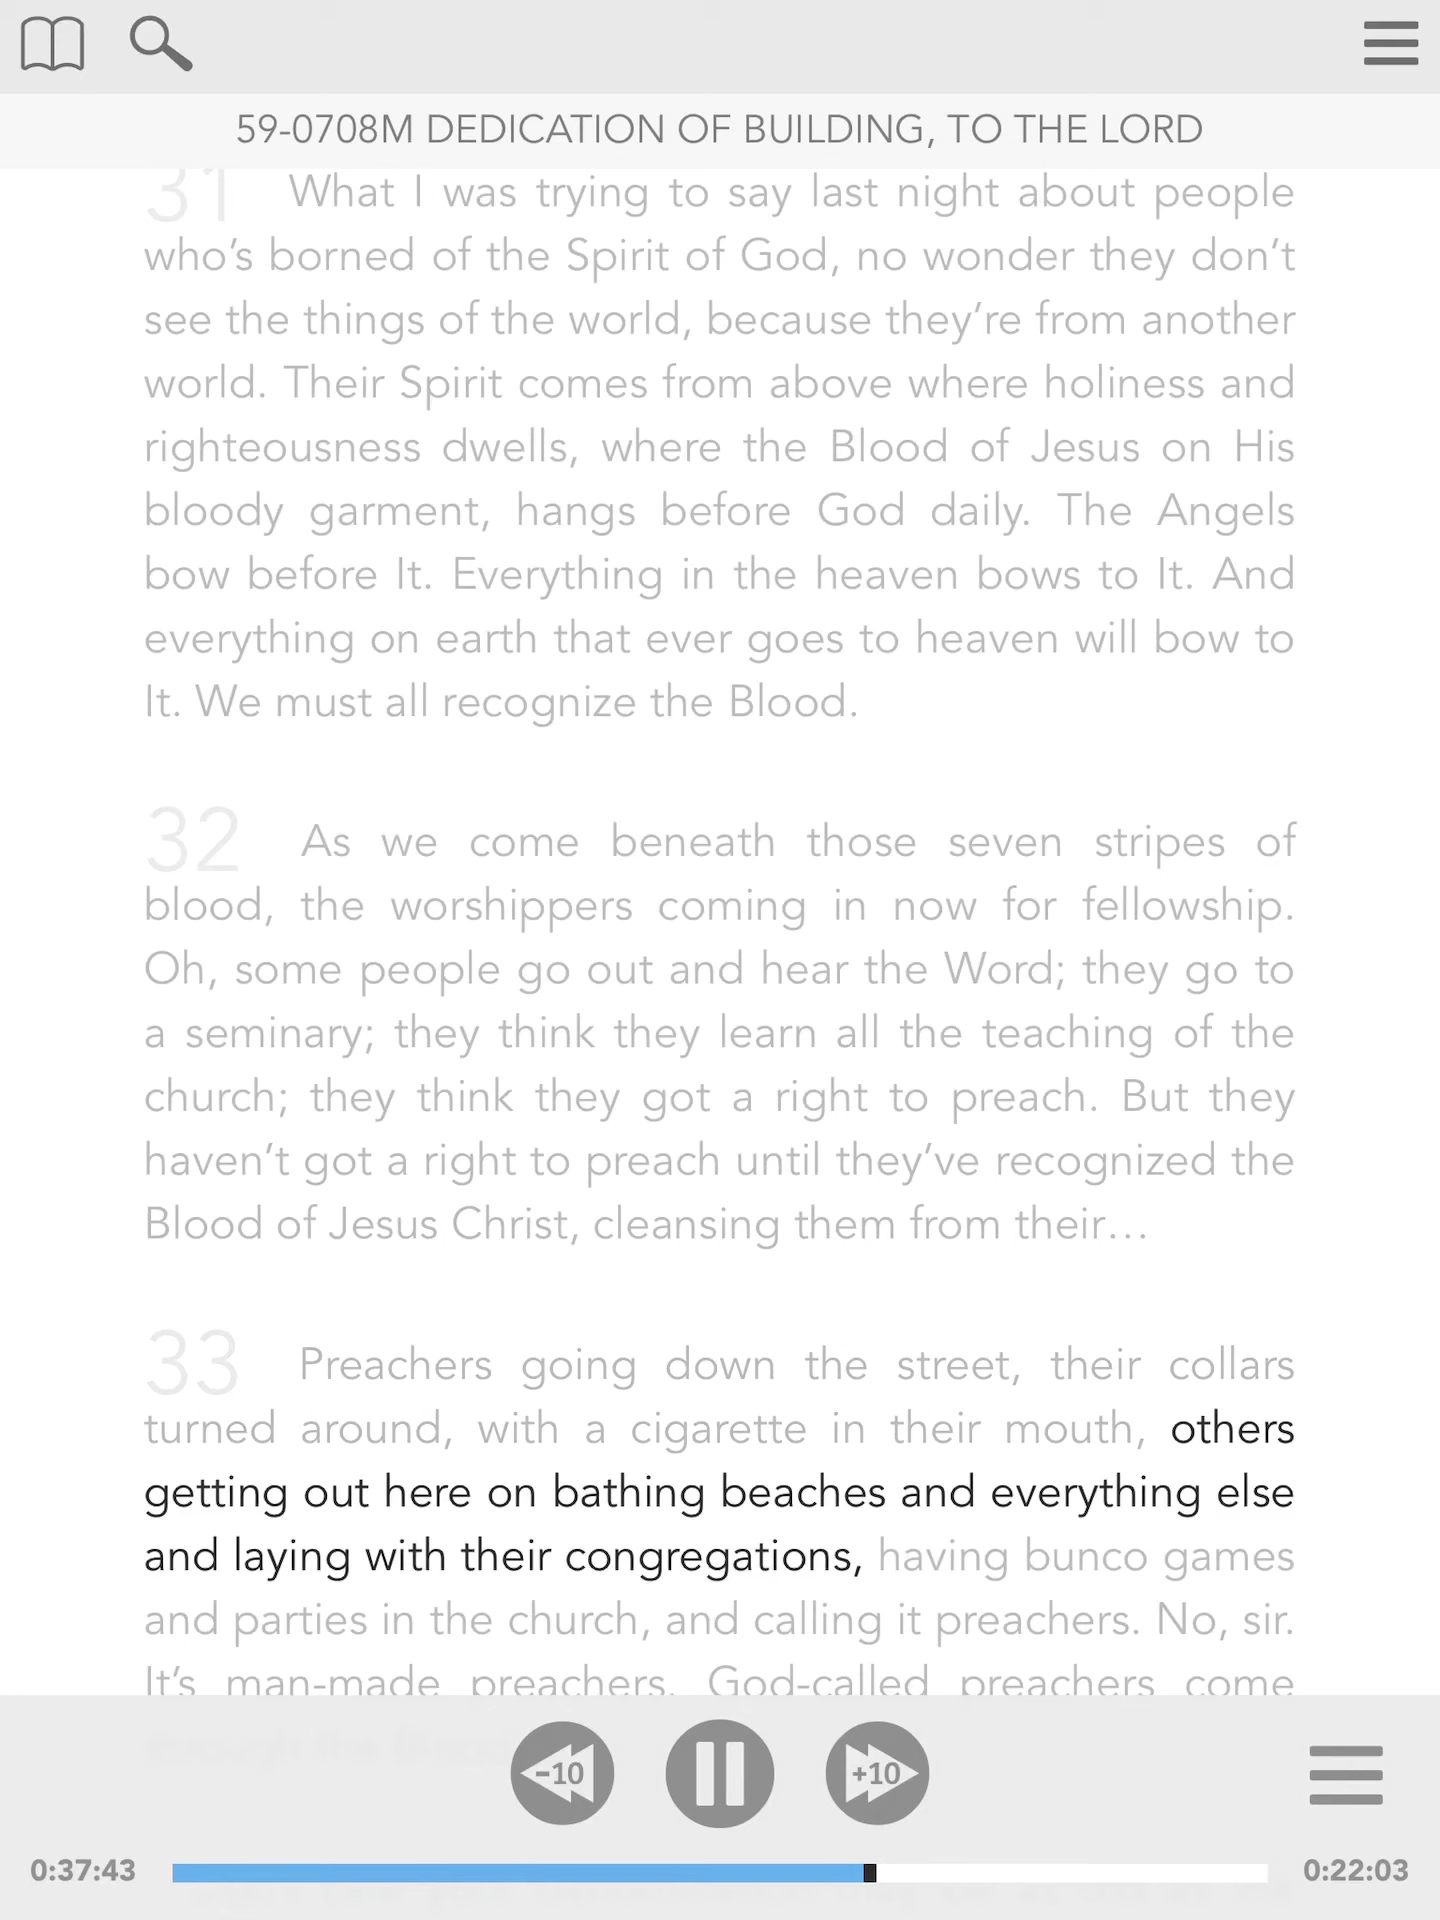 59-0708M DEDICATION OF BUILDING, TO THE LORD
31 What I was trying to say last night about people
who’s borned of the Spirit of God, no wonder they don’t
see the things of the world, because they’re from another
world. Their Spirit comes from above where holiness and
righteousness dwells, where the Blood of Jesus on His
bloody garment, hangs before God daily. The Angels
bow before It. Everything in the heaven bows to It. And
everything on earth that ever goes to heaven will bow to
It. We must all recognize the Blood.
32 As we come beneath those seven stripes of
blood, the worshippers coming in now for fellowship.
Oh, some people go out and hear the Word; they go to
a seminary; they think they learn all the teaching of the
church; they think they got a right to preach. But they
haven’t got a right to preach until they’ve recognized the
Blood of Jesus Christ, cleansing them from their…
33 Preachers going down the street, their collars
turned around, with a cigarette in their mouth, others
getting out here on bathing beaches and everything else
and laying with their congregations, having bunco games
and parties in the church, and calling it preachers. No, sir.
It’s man-made preachers. God-called preachers come
through the Blood
-10 +10
0:37:43 0:22:03